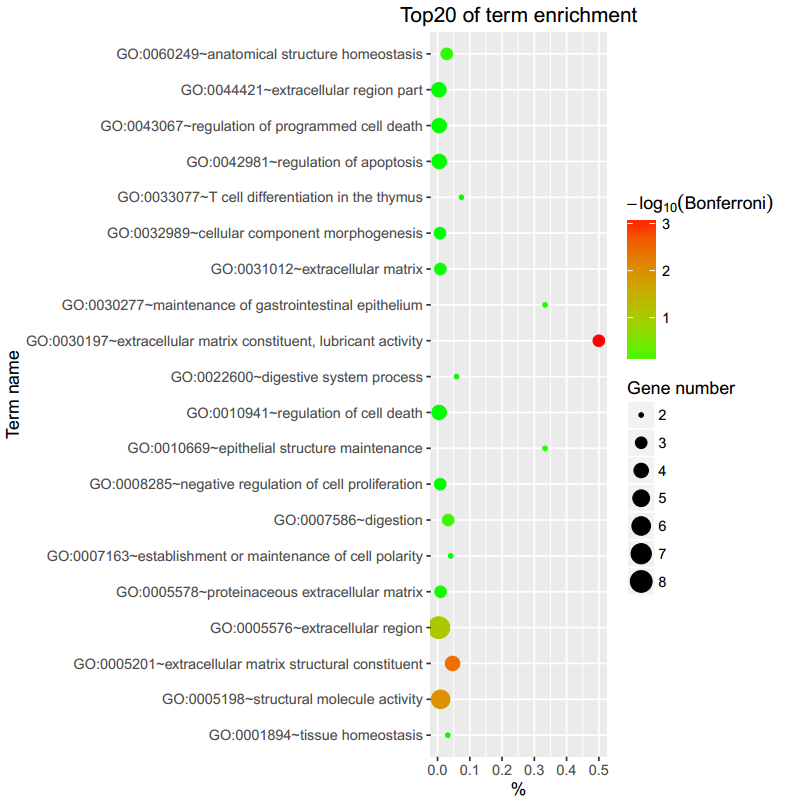 Top20 of term enrichment
Term name
GO:0060249~anatomical structure homeostasis
GO:0044421~extracellular region part
GO:0043067~regulation of programmed cell death
GO:0042981~regulation of apoptosis
GO:0033077~T cell differentiation in the thymus
GO:0032989~cellular component morphogenesis
GO:0031012~extracellular matrix
GO:0030277~maintenance of gastrointestinal epithelium
GO:0030197~extracellular matrix constituent, lubricant activity
GO:0022600~digestive system process
GO:0010941~regulation of cell death
GO:0010669~epithelial structure maintenance
GO:0008285~negative regulation of cell proliferation
GO:0007586~digestion
GO:0007163~establishment or maintenance of cell polarity
GO:0005578~proteinaceous extracellular matrix
GO:0005576~extracellular region
GO:0005201~extracellular matrix structural constituent
GO:0005198~structural molecule activity
GO:0001894~tissue homeostasis
0.0 0.1 0.2 0.3 0.4 0.5
%
−log₁₀(Bonferroni)
3
2
1
Gene number
2
3
4
5
6
7
8